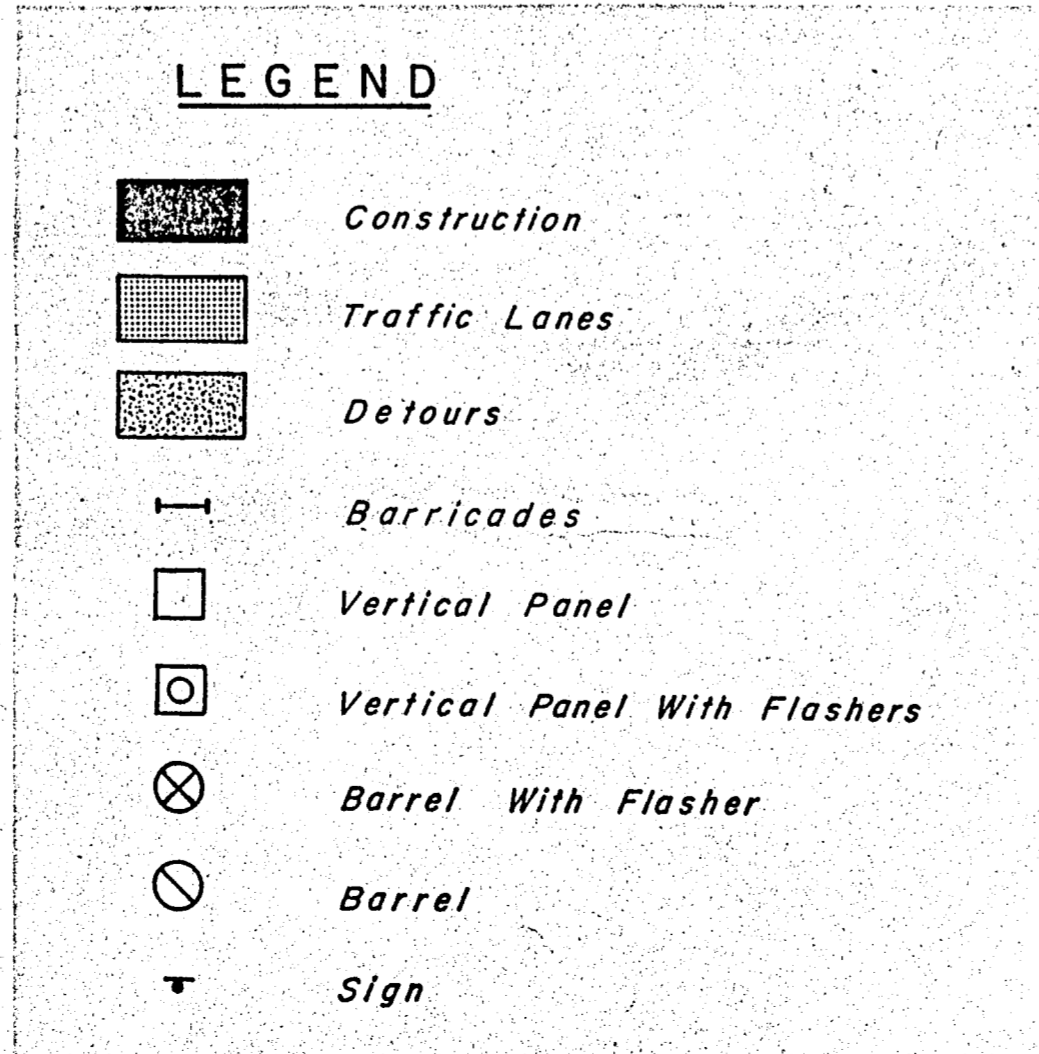 LEGEND
Construction
Traffic Lanes
Detours
Barricades
Vertical Panel
Vertical Panel With Flashers
Barrel With Flasher
Barrel
Sign